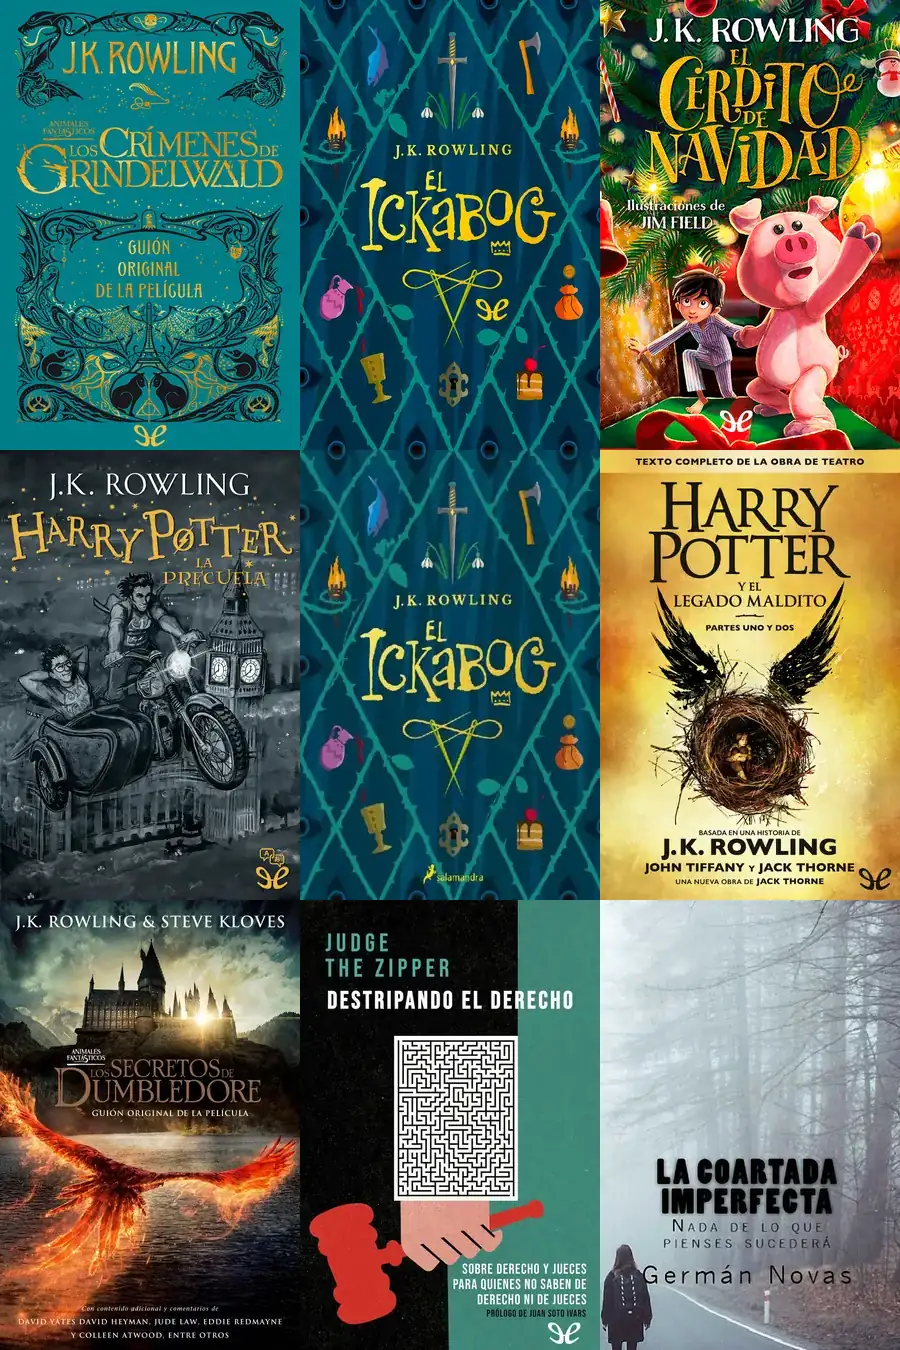 J.K. ROWLING
ANIMALES
FANTÁSTICOS
LOS CRÍMENES DE
GRINDELWALD
GUIÓN
ORIGINAL
DE LA PELÍCULA
J.K. ROWLING
EL
ICKABOG
J.K. ROWLING
EL
CERDITO
DE
NAVIDAD
Ilustraciones de
JIM FIELD
J.K. ROWLING
HARRY POTTER
LA
PRECUELA
J.K. ROWLING
EL
ICKABOG
salamandra
TEXTO COMPLETO DE LA OBRA DE TEATRO
HARRY
POTTER
Y EL
LEGADO MALDITO
PARTES UNO Y DOS
BASADA EN UNA HISTORIA DE
J.K. ROWLING
JOHN TIFFANY Y JACK THORNE
UNA NUEVA OBRA DE JACK THORNE
J.K. ROWLING & STEVE KLOVES
ANIMALES
FANTÁSTICOS
LOS SECRETOS DE
DUMBLEDORE
GUIÓN ORIGINAL DE LA PELÍCULA
Con contenido adicional y comentarios de
DAVID YATES DAVID HEYMAN, JUDE LAW, EDDIE REDMAYNE
Y COLLEEN ATWOOD, ENTRE OTROS
JUDGE
THE ZIPPER
DESTRIPANDO EL DERECHO
SOBRE DERECHO Y JUECES
PARA QUIENES NO SABEN DE
DERECHO NI DE JUECES
PRÓLOGO DE JUAN SOTO IVARS
LA COARTADA
IMPERFECTA
NADA DE LO QUE
PIENSES SUCEDERÁ
Germán Novas